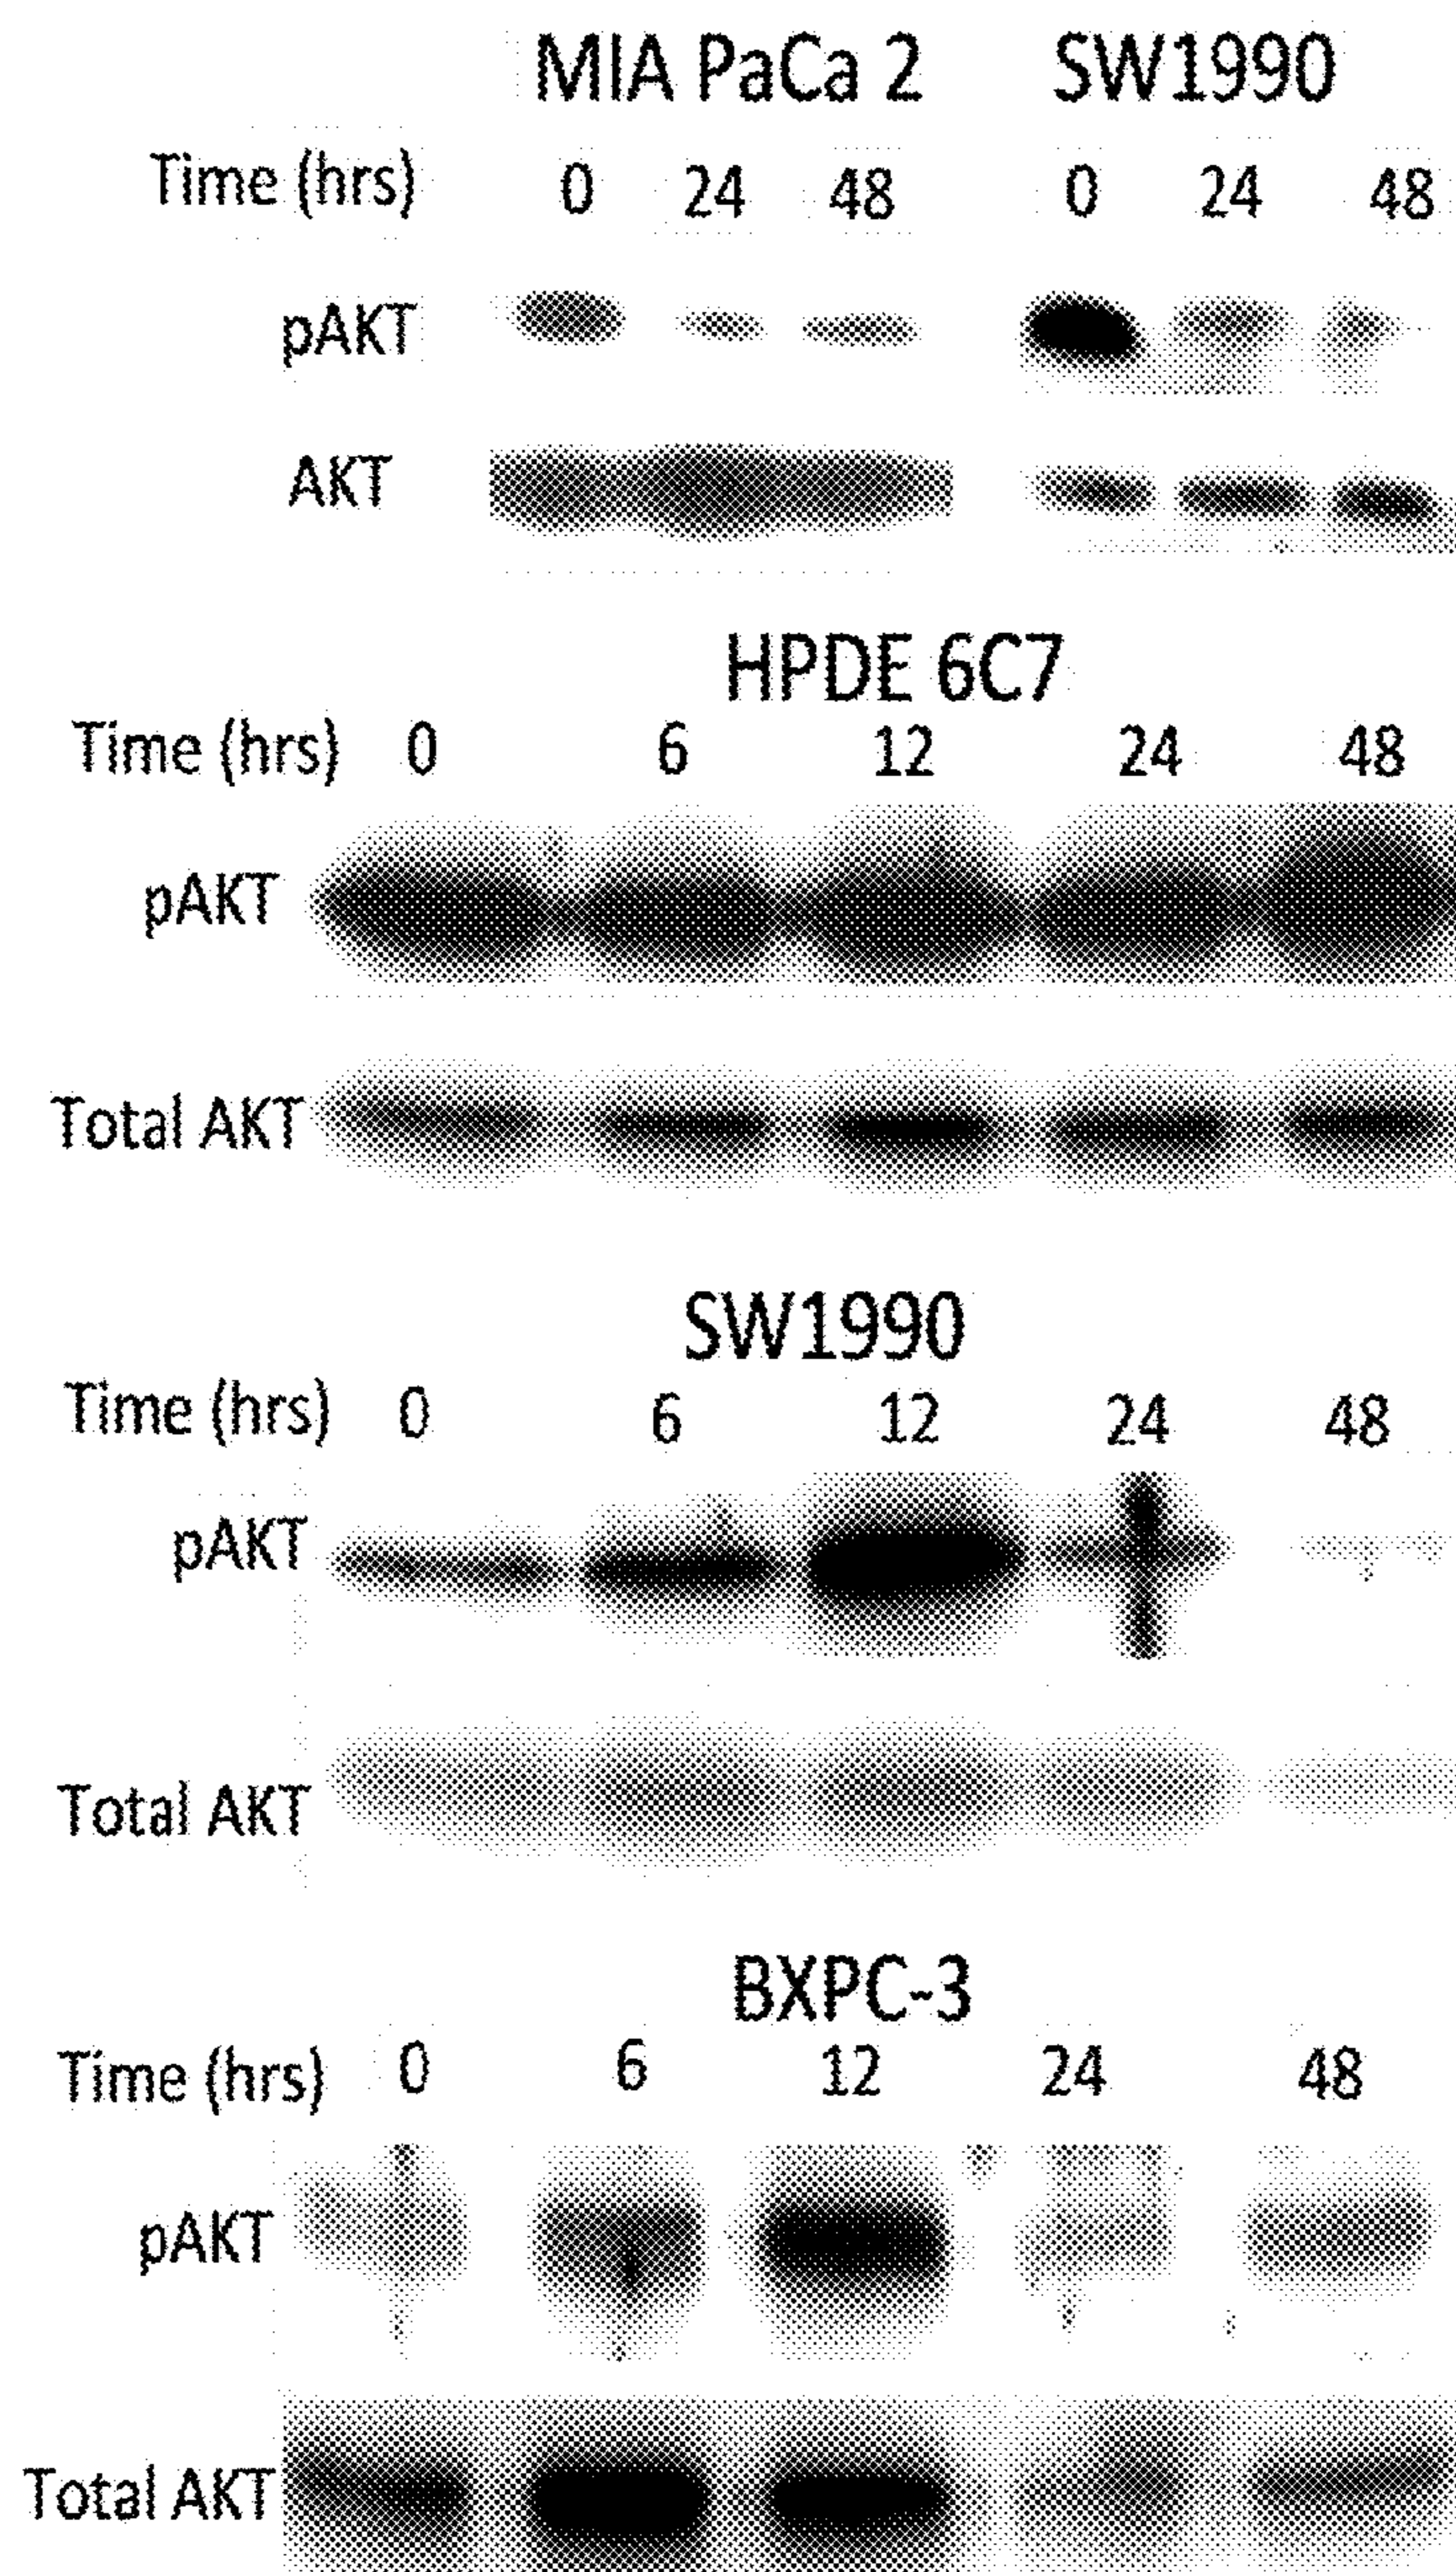 MIA PaCa 2 SW1990
Time (hrs) 0 24 48 0 24 48
pAKT
AKT
HPDE 6C7
Time (hrs) 0 6 12 24 48
pAKT
Total AKT
SW1990
Time (hrs) 0 6 12 24 48
pAKT
Total AKT
BXPC-3
Time (hrs) 0 6 12 24 48
pAKT
Total AKT